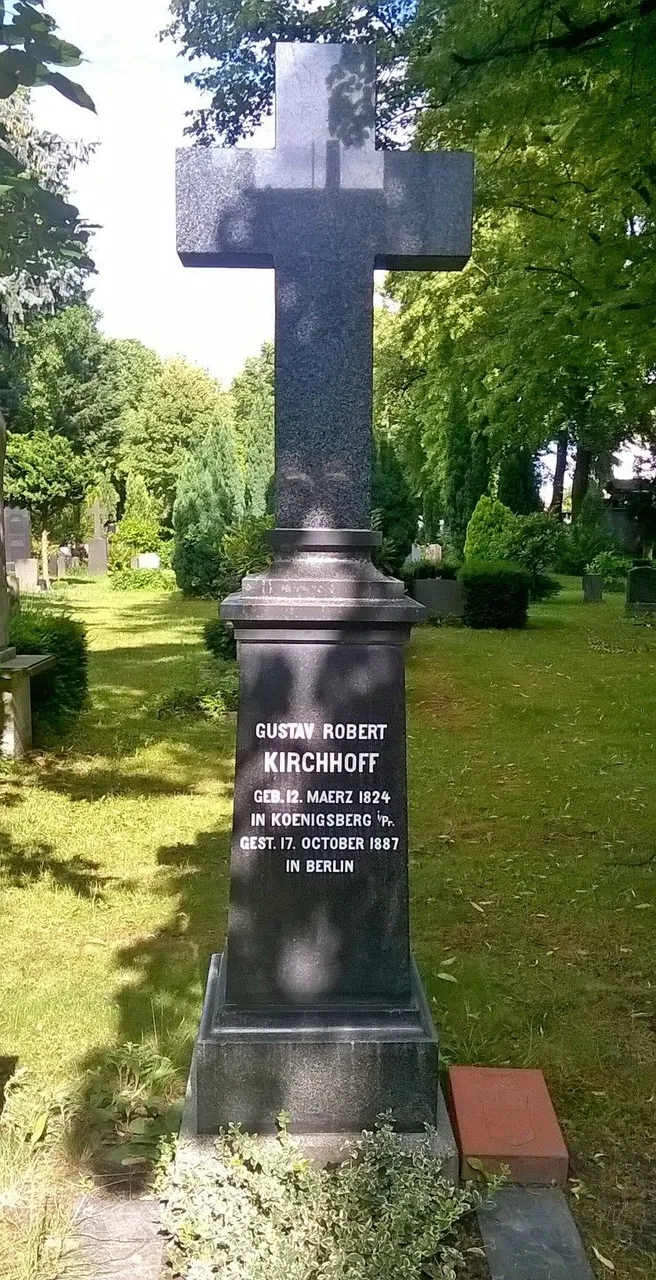 GUSTAV ROBERT
KIRCHHOFF
GEB. 12. MAERZ 1824
IN KOENIGSBERG i/Pr.
GEST. 17. OCTOBER 1887
IN BERLIN